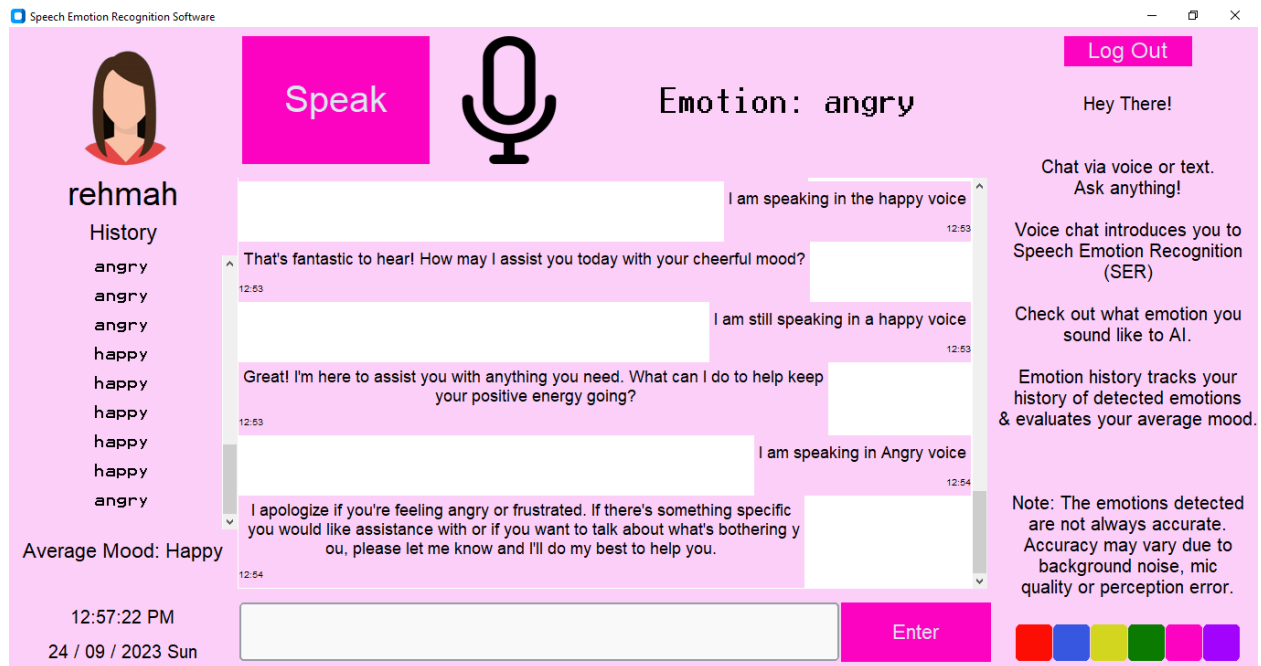 Speech Emotion Recognition Software
Speak
Emotion: angry
Log Out
rehmah
History
angry
angry
angry
happy
happy
happy
happy
happy
angry
Average Mood: Happy
12:57:22 PM
24 / 09 / 2023 Sun
I am speaking in the happy voice
12:53
That's fantastic to hear! How may I assist you today with your cheerful mood?
12:53
I am still speaking in a happy voice
12:53
Great! I'm here to assist you with anything you need. What can I do to help keep
your positive energy going?
12:53
I am speaking in Angry voice
12:54
I apologize if you're feeling angry or frustrated. If there's something specific
you would like assistance with or if you want to talk about what's bothering y
ou, please let me know and I'll do my best to help you.
12:54
Enter
Hey There!
Chat via voice or text.
Ask anything!
Voice chat introduces you to
Speech Emotion Recognition
(SER)
Check out what emotion you
sound like to AI.
Emotion history tracks your
history of detected emotions
& evaluates your average mood.
Note: The emotions detected
are not always accurate.
Accuracy may vary due to
background noise, mic
quality or perception error.